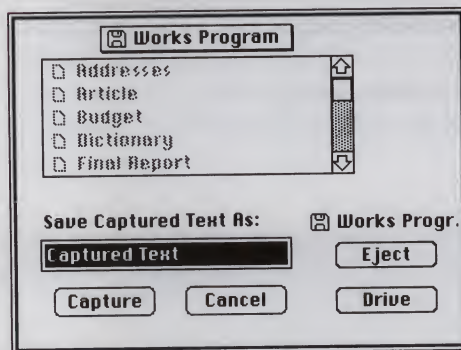 Works Program
Addresses
Article
Budget
Dictionary
Final Report
Save Captured Text As:
Works Progr.
Captured Text
Eject
Capture
Cancel
Drive